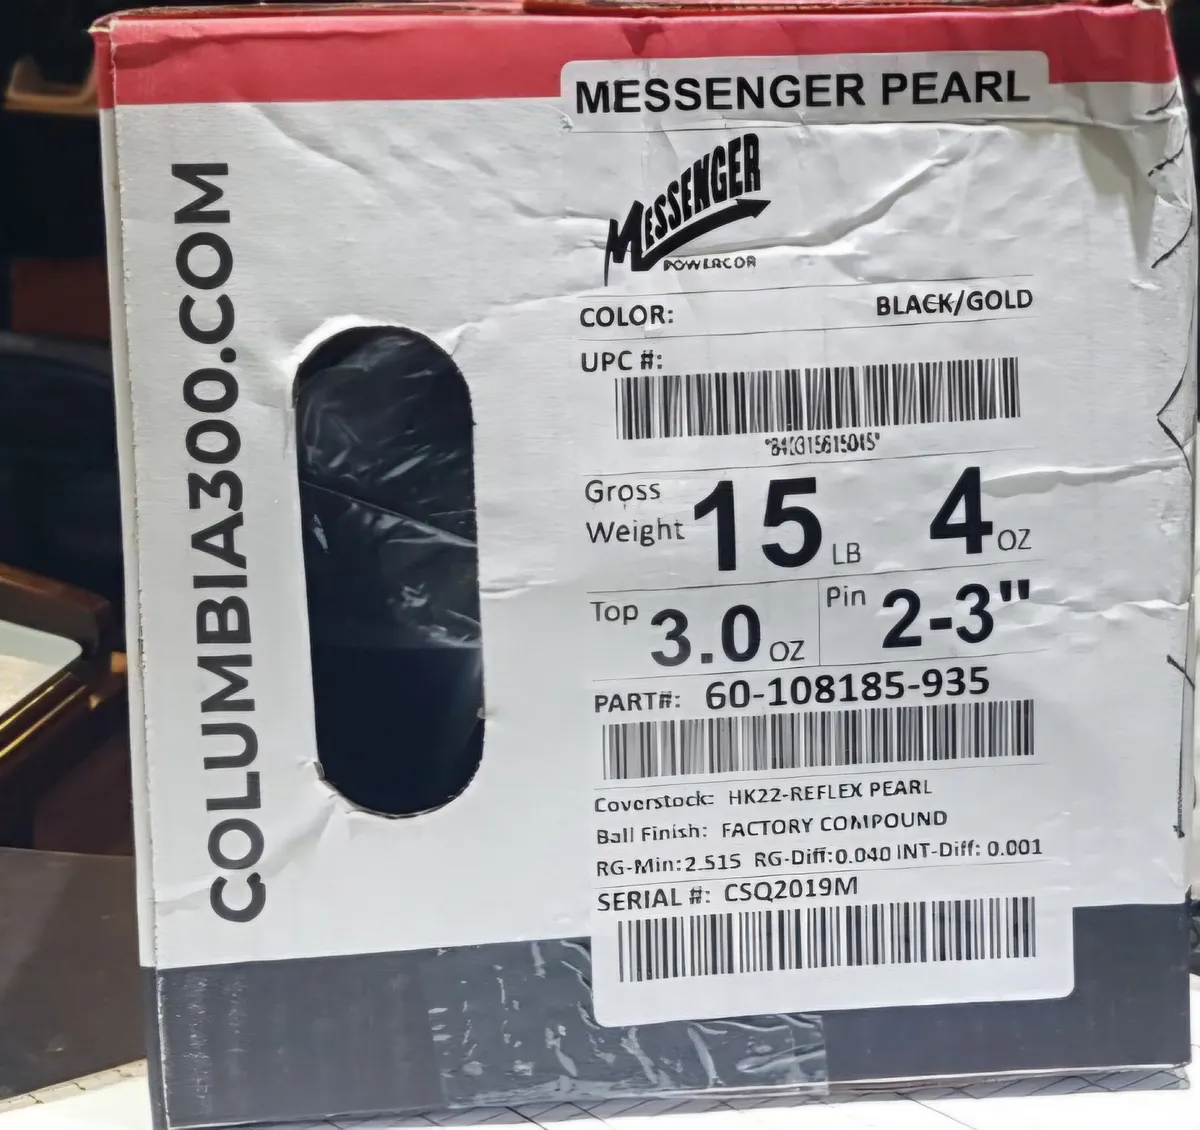 COLUMBIA300.COM
MESSENGER PEARL
MESSENGER
COLOR: BLACK/GOLD
UPC #:
Gross Weight 15 LB 4 OZ
Top 3.0 OZ Pin 2-3"
PART#: 60-108185-935
Coverstock: HK22-REFLEX PEARL
Ball Finish: FACTORY COMPOUND
RG-Min:2.515 RG-Diff:0.040 INT-Diff: 0.001
SERIAL #: CSQ2019M